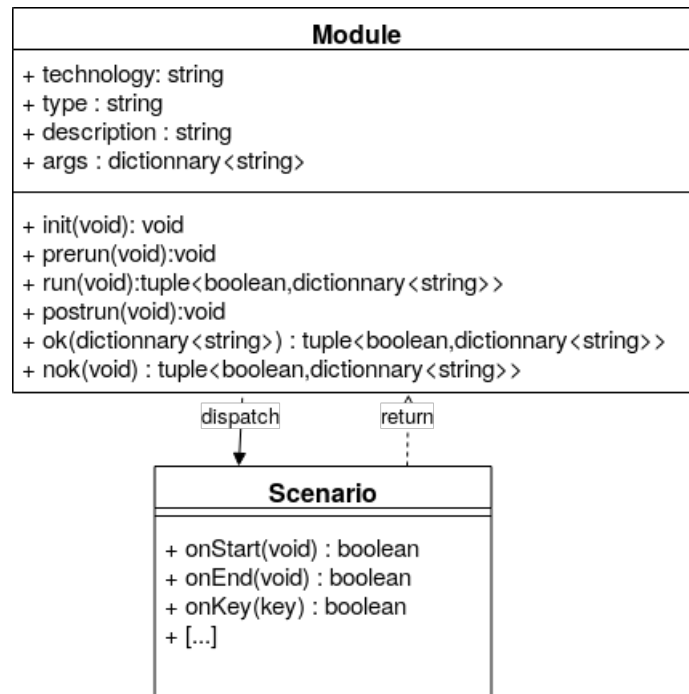 Module
+ technology: string
+ type : string
+ description : string
+ args : dictionnary<string>
+ init(void): void
+ prerun(void):void
+ run(void):tuple<boolean,dictionnary<string>>
+ postrun(void):void
+ ok(dictionnary<string>) : tuple<boolean,dictionnary<string>>
+ nok(void) : tuple<boolean,dictionnary<string>>
dispatch
return
Scenario
+ onStart(void) : boolean
+ onEnd(void) : boolean
+ onKey(key) : boolean
+ [...]